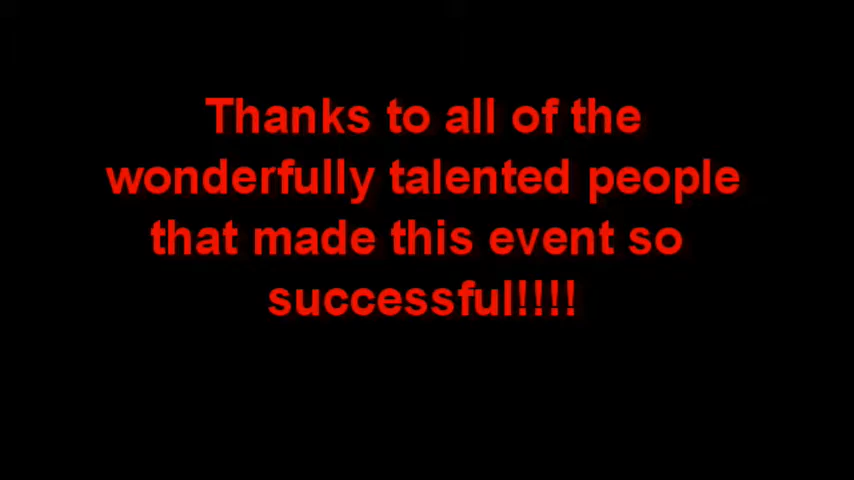 Thanks to all of the
wonderfully talented people
that made this event so
successful!!!!